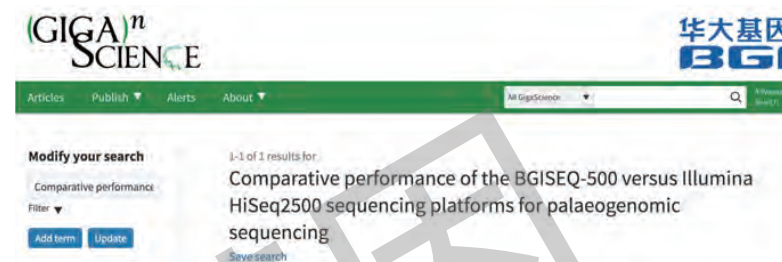 (GIGA)n
SCIENCE
华大基因
BGI
Articles Publish ▼ Alerts About ▼ All GigaScience ▼
Modify your search
Comparative performance
Filter ▼
Add term Update
1-1 of 1 results for
Comparative performance of the BGISEQ-500 versus Illumina
HiSeq2500 sequencing platforms for palaeogenomic
sequencing
Save search